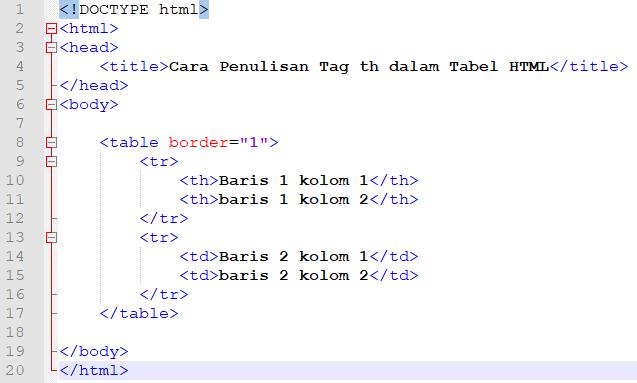 1 <!DOCTYPE html>
2 <html>
3 <head>
4 <title>Cara Penulisan Tag th dalam Tabel HTML</title>
5 </head>
6 <body>
7
8 <table border="1">
9 <tr>
10 <th>Baris 1 kolom 1</th>
11 <th>baris 1 kolom 2</th>
12 </tr>
13 <tr>
14 <td>Baris 2 kolom 1</td>
15 <td>baris 2 kolom 2</td>
16 </tr>
17 </table>
18
19 </body>
20 </html>